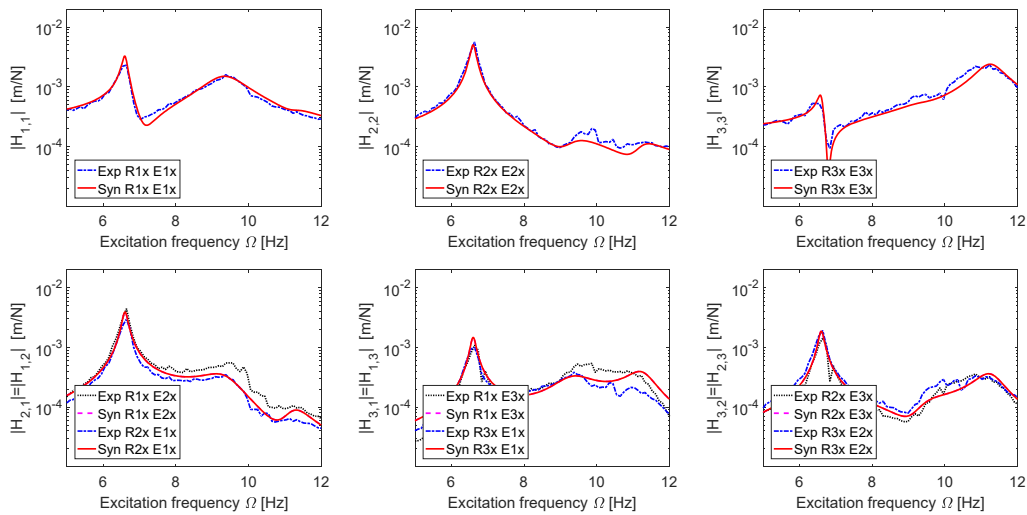 |H₁,₁| [m/N]
10⁻²
10⁻³
10⁻⁴
Exp R1x E1x
Syn R1x E1x
6 8 10 12
Excitation frequency Ω [Hz]
|H₂,₂| [m/N]
10⁻²
10⁻³
10⁻⁴
Exp R2x E2x
Syn R2x E2x
6 8 10 12
Excitation frequency Ω [Hz]
|H₃,₃| [m/N]
10⁻²
10⁻³
10⁻⁴
Exp R3x E3x
Syn R3x E3x
6 8 10 12
Excitation frequency Ω [Hz]
|H₂,₁|=|H₁,₂| [m/N]
10⁻²
10⁻³
10⁻⁴
Exp R1x E2x
Syn R1x E2x
Exp R2x E1x
Syn R2x E1x
6 8 10 12
Excitation frequency Ω [Hz]
|H₃,₁|=|H₁,₃| [m/N]
10⁻²
10⁻³
10⁻⁴
Exp R1x E3x
Syn R1x E3x
Exp R3x E1x
Syn R3x E1x
6 8 10 12
Excitation frequency Ω [Hz]
|H₃,₂|=|H₂,₃| [m/N]
10⁻²
10⁻³
10⁻⁴
Exp R2x E3x
Syn R2x E3x
Exp R3x E2x
Syn R3x E2x
6 8 10 12
Excitation frequency Ω [Hz]